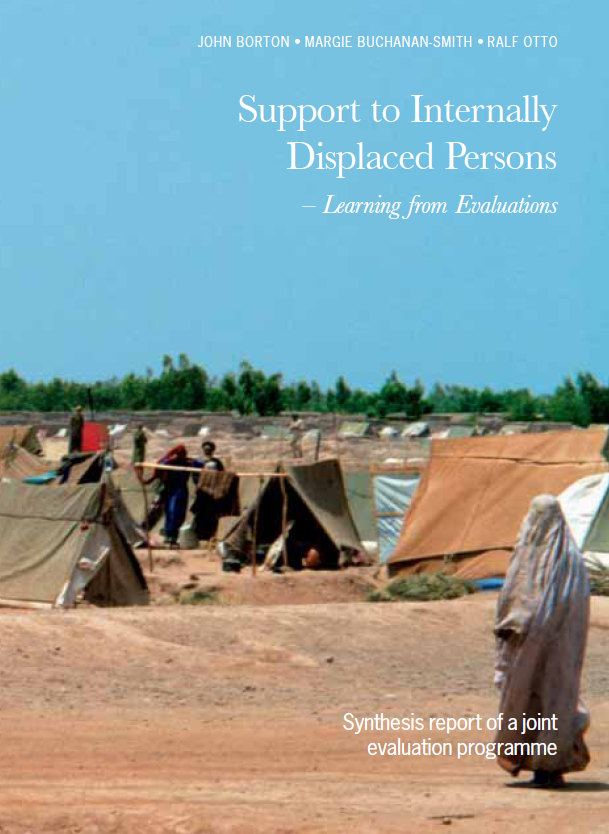 JOHN BORTON • MARGIE BUCHANAN-SMITH • RALF OTTO
Support to Internally
Displaced Persons
– Learning from Evaluations
Synthesis report of a joint
evaluation programme